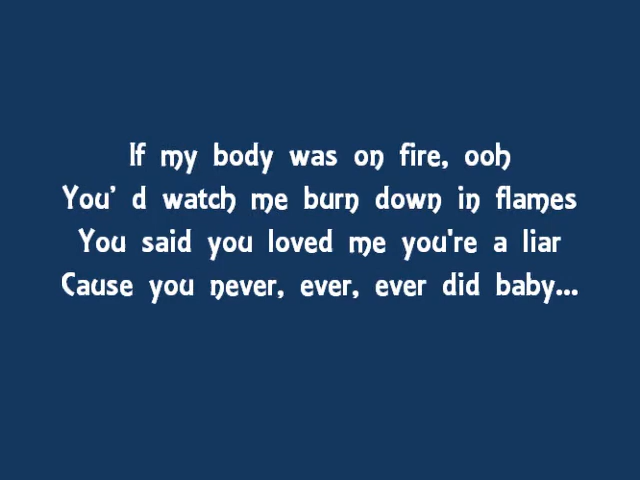 If my body was on fire, ooh
You' d watch me burn down in flames
You said you loved me you're a liar
Cause you never, ever, ever did baby...